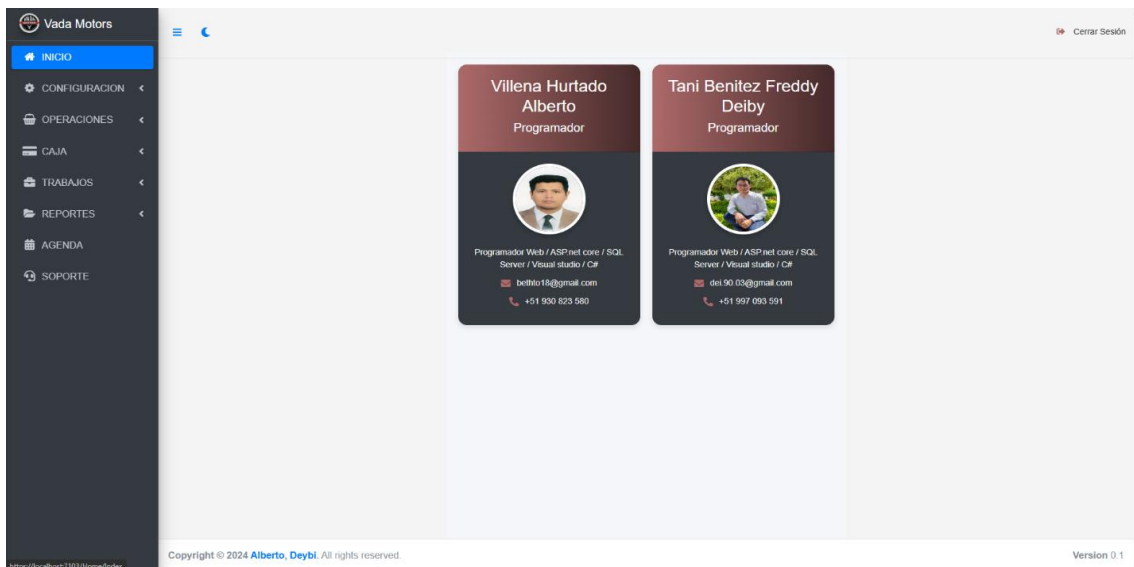 Vada Motors
Cerrar Sesión
INICIO
CONFIGURACION
OPERACIONES
CAJA
TRABAJOS
REPORTES
AGENDA
SOPORTE
Villena Hurtado
Alberto
Programador
Programador Web / ASP.net core / SQL
Server / Visual studio / C#
bethto18@gmail.com
+51 930 823 580
Tani Benitez Freddy
Deiby
Programador
Programador Web / ASP.net core / SQL
Server / Visual studio / C#
dei.90.03@gmail.com
+51 997 093 591
Copyright © 2024 Alberto, Deybi. All rights reserved.
Version 0.1